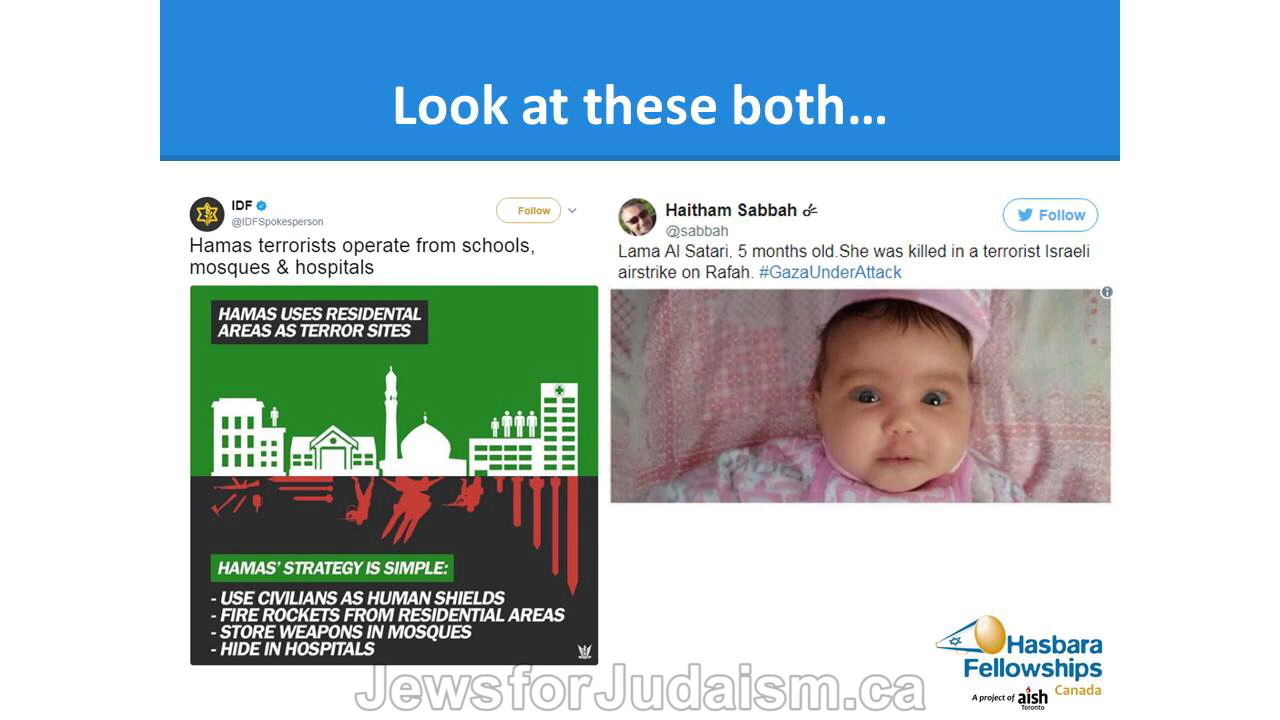 Look at these both...
IDF
@IDFSpokesperson
Follow
Hamas terrorists operate from schools,
mosques & hospitals
HAMAS USES RESIDENTAL
AREAS AS TERROR SITES
HAMAS' STRATEGY IS SIMPLE:
- USE CIVILIANS AS HUMAN SHIELDS
- FIRE ROCKETS FROM RESIDENTIAL AREAS
- STORE WEAPONS IN MOSQUES
- HIDE IN HOSPITALS
Haitham Sabbah
@sabbah
Follow
Lama Al Satari, 5 months old.She was killed in a terrorist Israeli
airstrike on Rafah. #GazaUnderAttack
Hasbara
Fellowships
Canada
A project of aish
Toronto
JewsforJudaism.ca